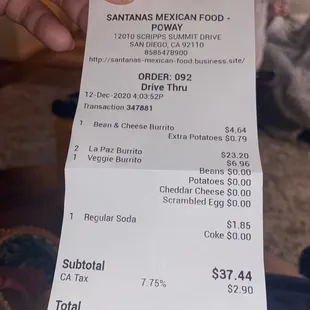 SANTANAS MEXICAN FOOD -
POWAY
12010 SCRIPPS SUMMIT DRIVE
SAN DIEGO, CA 92110
8585478900
http://santanas-mexican-food.business.site/
ORDER: 092
Drive Thru
12-Dec-2020 4:03:52P
Transaction 347881
1 Bean & Cheese Burrito $4.64
Extra Potatoes $0.79
2 La Paz Burrito $23.20
1 Veggie Burrito $6.96
Beans $0.00
Potatoes $0.00
Cheddar Cheese $0.00
Scrambled Egg $0.00
1 Regular Soda $1.85
Coke $0.00
Subtotal $37.44
CA Tax 7.75% $2.90
Total